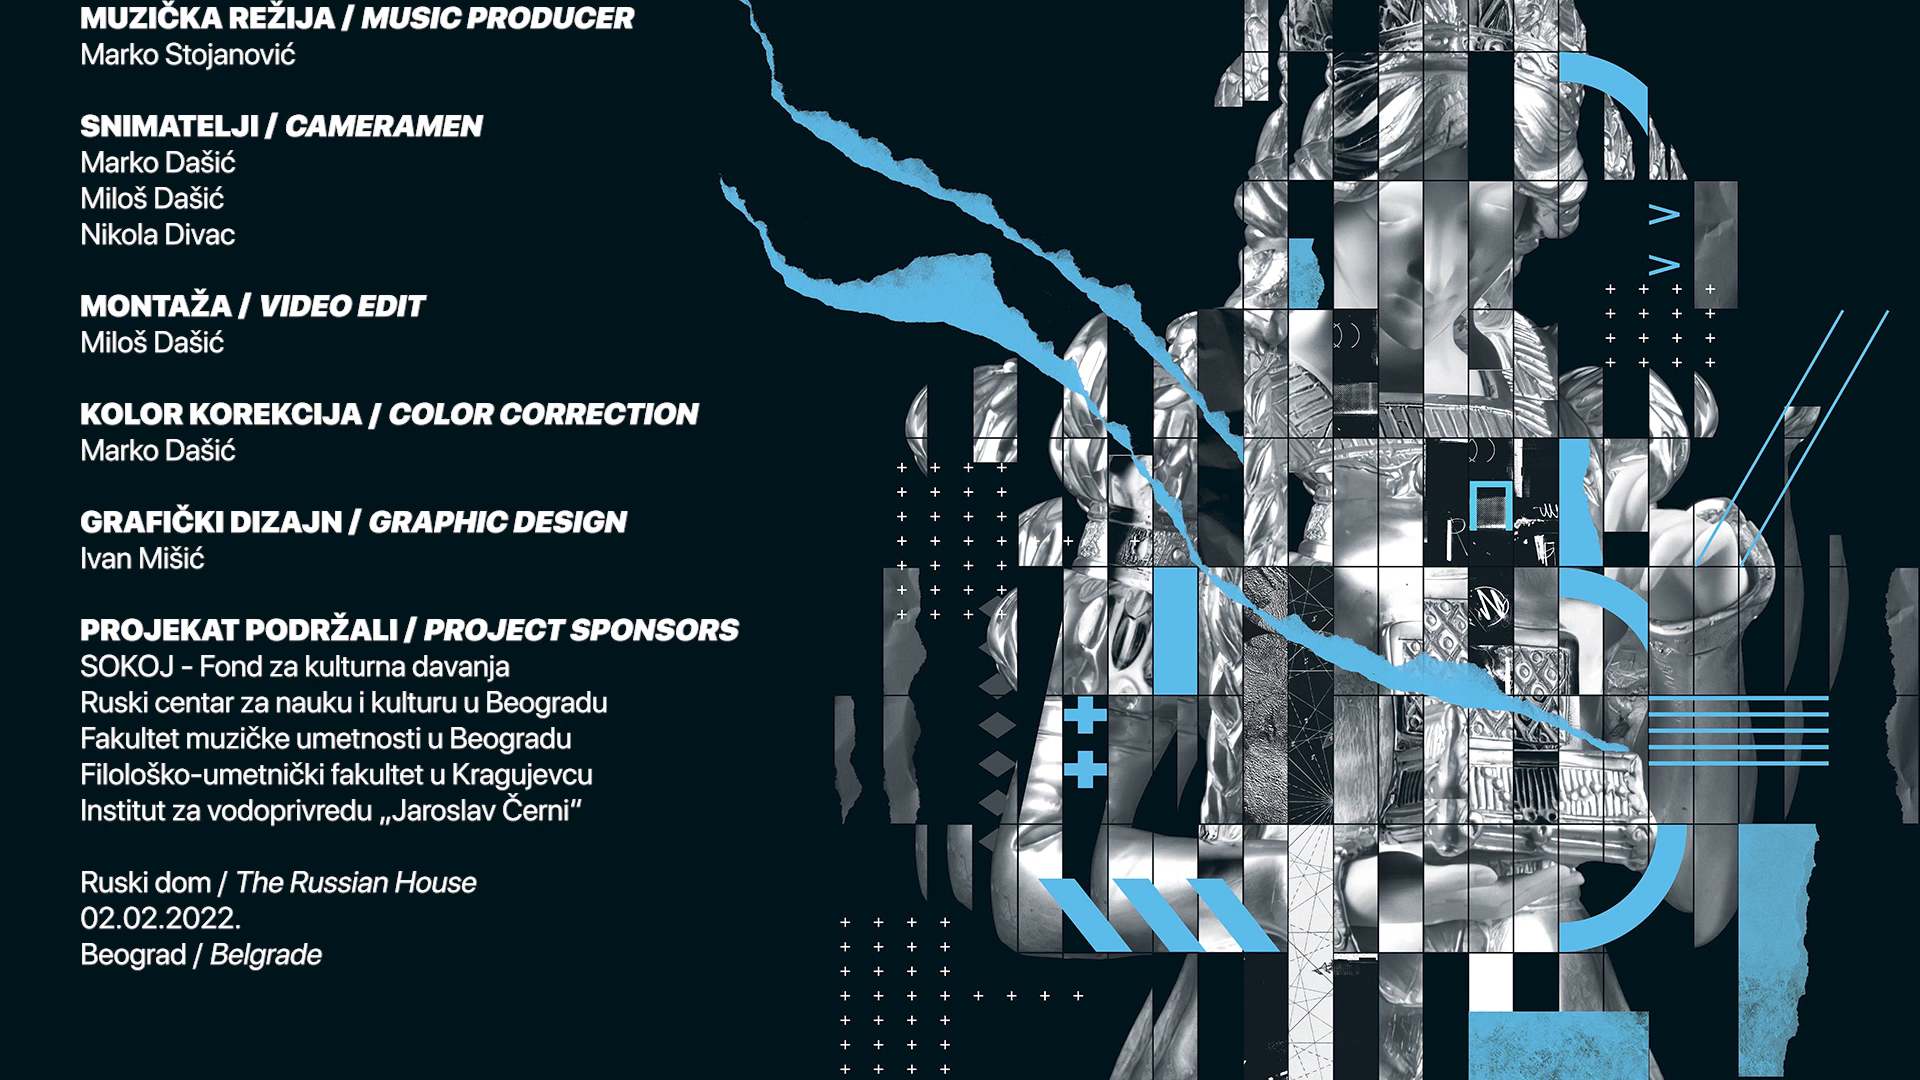 MUZIČKA REŽIJA / MUSIC PRODUCER
Marko Stojanović
SNIMATELJI / CAMERAMEN
Marko Dašić
Miloš Dašić
Nikola Divac
MONTAŽA / VIDEO EDIT
Miloš Dašić
KOLOR KOREKCIJA / COLOR CORRECTION
Marko Dašić
GRAFIČKI DIZAJN / GRAPHIC DESIGN
Ivan Mišić
PROJEKAT PODRŽALI / PROJECT SPONSORS
SOKOJ - Fond za kulturna davanja
Ruski centar za nauku i kulturu u Beogradu
Fakultet muzičke umetnosti u Beogradu
Filološko-umetnički fakultet u Kragujevcu
Institut za vodoprivredu „Jaroslav Černi”
Ruski dom / The Russian House
02.02.2022.
Beograd / Belgrade